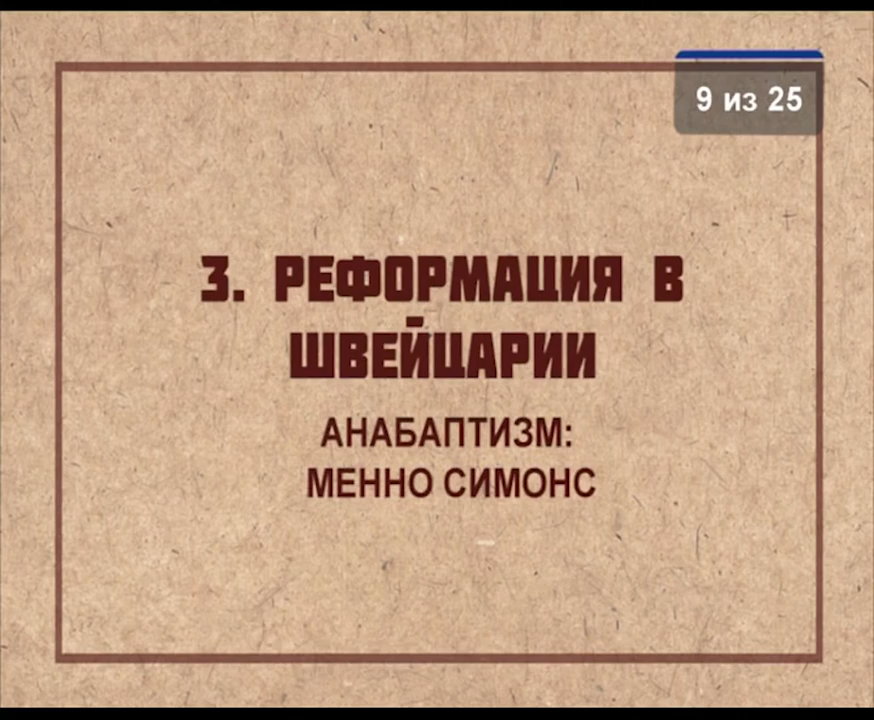 9 из 25
3. РЕФОРМАЦИЯ В
ШВЕЙЦАРИИ
АНАБАПТИЗМ:
МЕННО СИМОНС